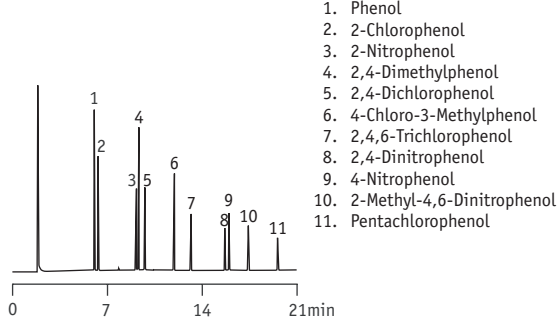 1. Phenol
2. 2-Chlorophenol
3. 2-Nitrophenol
4. 2,4-Dimethylphenol
5. 2,4-Dichlorophenol
6. 4-Chloro-3-Methylphenol
7. 2,4,6-Trichlorophenol
8. 2,4-Dinitrophenol
9. 4-Nitrophenol
10. 2-Methyl-4,6-Dinitrophenol
11. Pentachlorophenol
1
2
3
4
5
6
7
8
9
10
11
0 7 14 21min